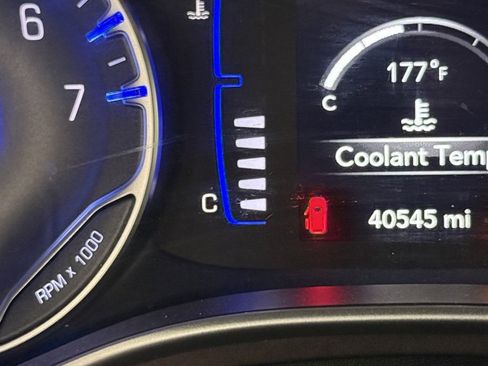 6
7
RPM x 1000
C
177°F
C
Coolant Temp
40545 mi